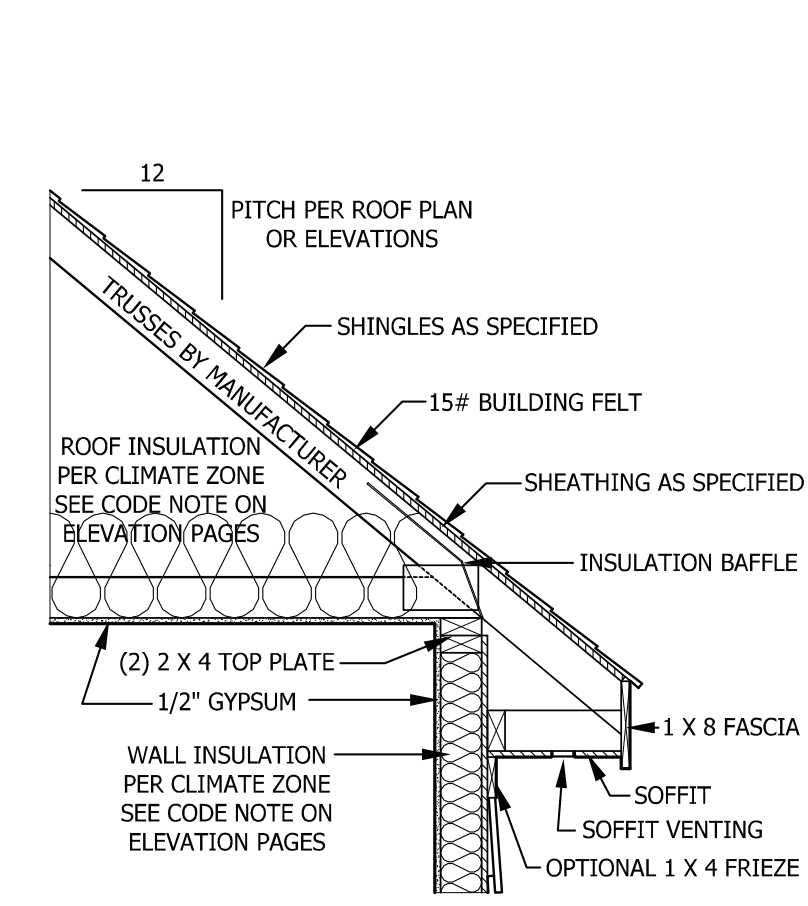 12
PITCH PER ROOF PLAN
OR ELEVATIONS
TRUSSES BY MANUFACTURER
SHINGLES AS SPECIFIED
15# BUILDING FELT
ROOF INSULATION
PER CLIMATE ZONE
SEE CODE NOTE ON
ELEVATION PAGES
SHEATHING AS SPECIFIED
INSULATION BAFFLE
(2) 2 X 4 TOP PLATE
1/2" GYPSUM
1 X 8 FASCIA
WALL INSULATION
PER CLIMATE ZONE
SEE CODE NOTE ON
ELEVATION PAGES
SOFFIT
SOFFIT VENTING
OPTIONAL 1 X 4 FRIEZE